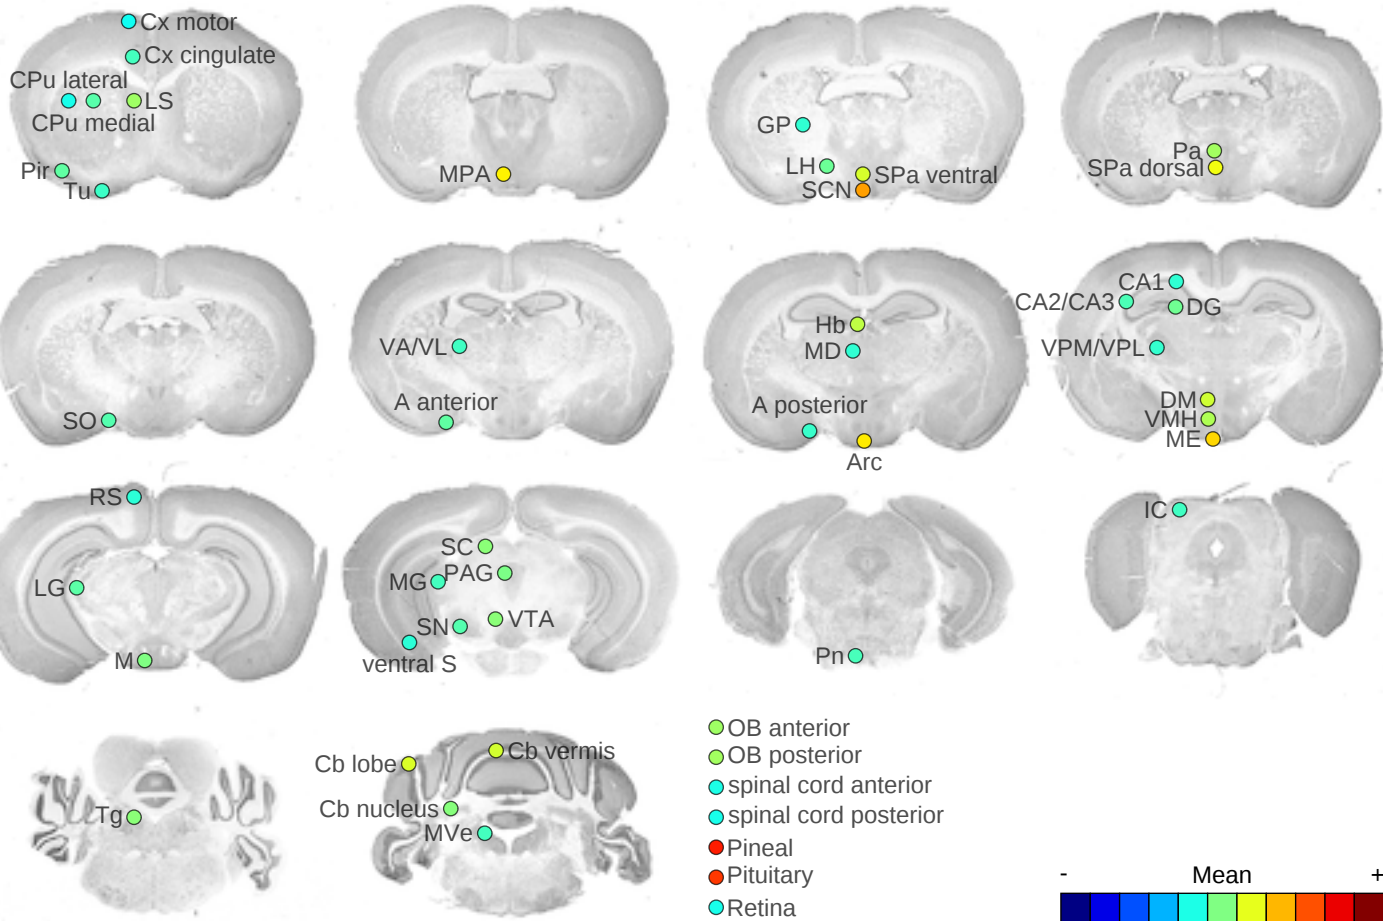 Cx motor
Cx cingulate
CPu lateral
LS
CPu medial
Pir
Tu
MPA
GP
LH
SPa ventral
SCN
Pa
SPa dorsal
SO
VA/VL
A anterior
Hb
MD
A posterior
Arc
CA1
CA2/CA3
DG
VPM/VPL
DM
VMH
ME
RS
LG
M
SC
PAG
MG
VTA
SN
ventral S
Pn
IC
Tg
Cb lobe
Cb vermis
Cb nucleus
MVe
OB anterior
OB posterior
spinal cord anterior
spinal cord posterior
Pineal
Pituitary
Retina
- Mean +